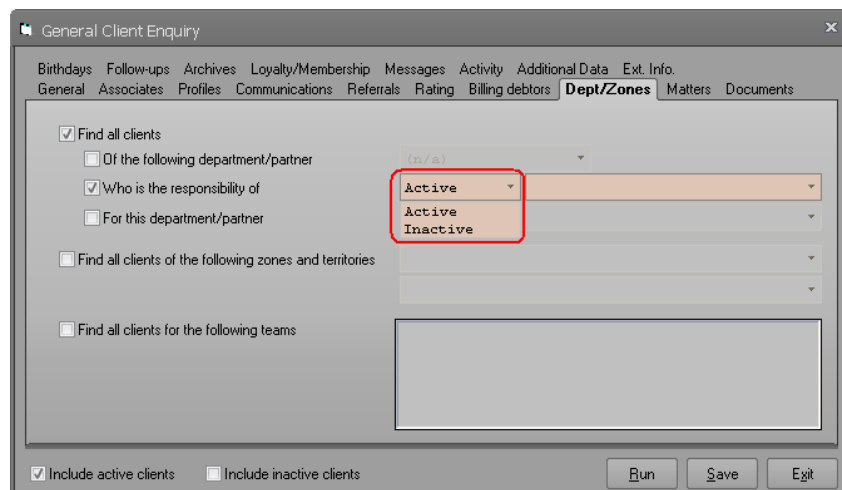 General Client Enquiry
Birthdays Follow-ups Archives Loyalty/Membership Messages Activity Additional Data Ext. Info.
General Associates Profiles Communications Referrals Rating Billing debtors Dept/Zones Matters Documents
Find all clients
Of the following department/partner (n/a)
Who is the responsibility of Active
Active
For this department/partner
Inactive
Find all clients of the following zones and territories
Find all clients for the following teams
Include active clients Include inactive clients Run Save Exit